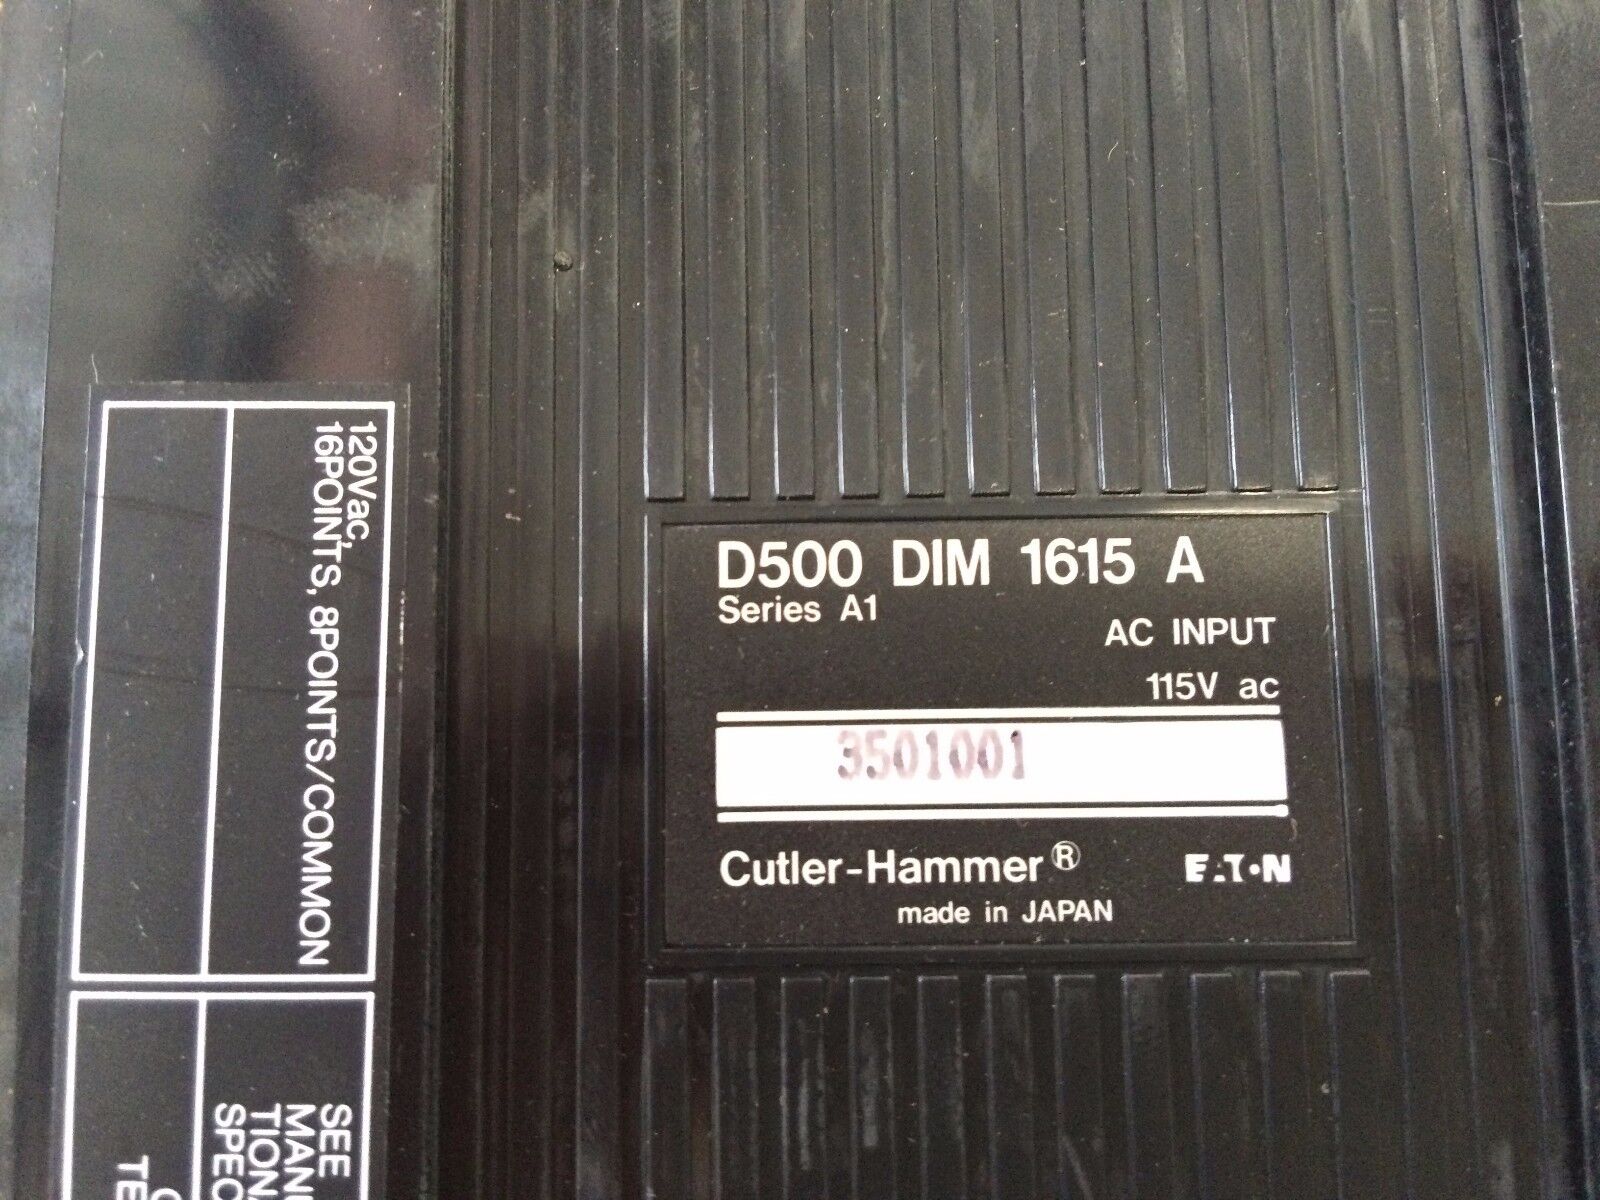 120Vac,
16POINTS, 8POINTS/COMMON
SEE
D500 DIM 1615 A
Series A1
AC INPUT
115V ac
3501001
Cutler-Hammer®
EATON
made in JAPAN